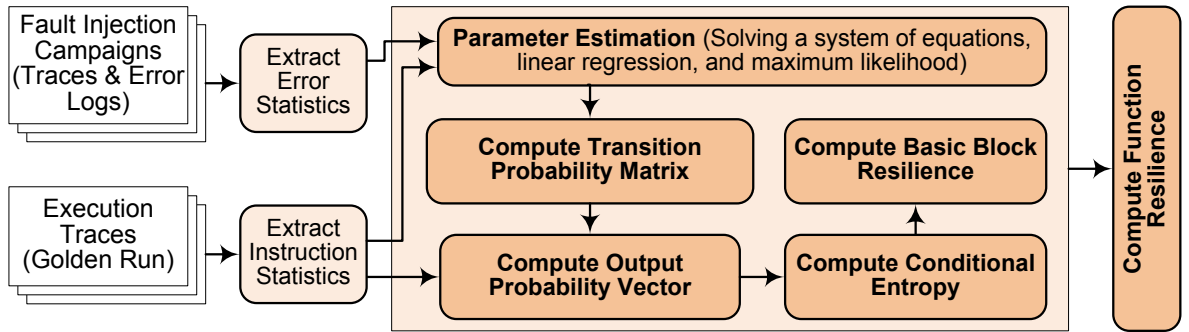 Fault Injection
Campaigns
(Traces & Error
Logs)
Extract
Error
Statistics
Parameter Estimation (Solving a system of equations,
linear regression, and maximum likelihood)
Compute Transition
Probability Matrix
Compute Basic Block
Resilience
Execution
Traces
(Golden Run)
Extract
Instruction
Statistics
Compute Output
Probability Vector
Compute Conditional
Entropy
Compute Function
Resilience